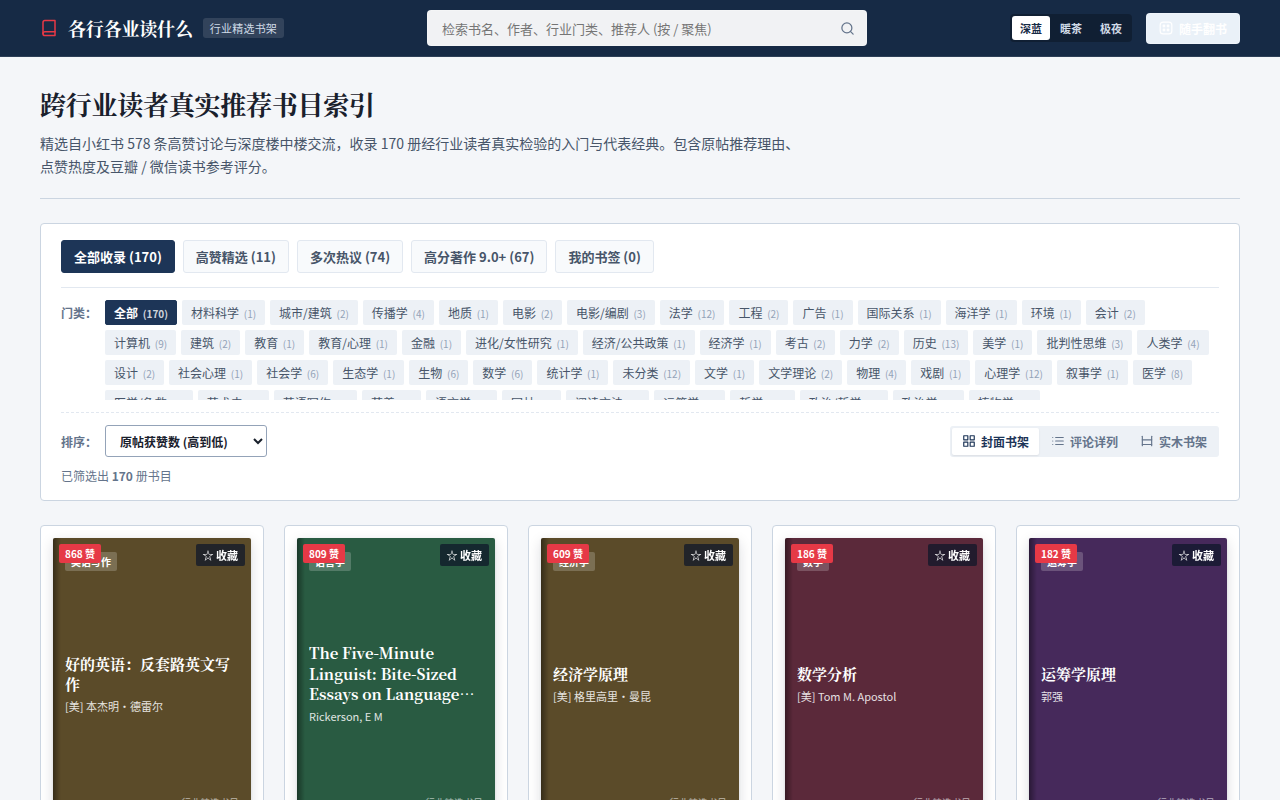 各行各业读什么 行业精选书架 检索书名、作者、行业门类、推荐人 (按 / 聚焦) 深蓝 暖茶 极夜 随手翻书
跨行业读者真实推荐书目索引
精选自小红书 578 条高赞讨论与深度楼中楼交流，收录 170 册经行业读者真实检验的入门与代表经典。包含原帖推荐理由、
点赞热度及豆瓣 / 微信读书参考评分。
全部收录 (170) 高赞精选 (11) 多次热议 (74) 高分著作 9.0+ (67) 我的书签 (0)
门类： 全部 (170) 材料科学 (1) 城市/建筑 (2) 传播学 (4) 地质 (1) 电影 (2) 电影/编剧 (3) 法学 (12) 工程 (2) 广告 (1) 国际关系 (1) 海洋学 (1) 环境 (1) 会计 (2)
计算机 (9) 建筑 (2) 教育 (1) 教育/心理 (1) 金融 (1) 进化/女性研究 (1) 经济/公共政策 (1) 经济学 (1) 考古 (2) 力学 (2) 历史 (13) 美学 (1) 批判性思维 (3) 人类学 (4)
设计 (2) 社会心理 (1) 社会学 (6) 生态学 (1) 生物 (6) 数学 (6) 统计学 (1) 未分类 (12) 文学 (1) 文学理论 (2) 物理 (4) 戏剧 (1) 心理学 (12) 叙事学 (1) 医学 (8)
排序： 原帖获赞数 (高到低) 封面书架 评论详列 实木书架
已筛选出 170 册书目
868 赞 ☆ 收藏 809 赞 ☆ 收藏 609 赞 ☆ 收藏 186 赞 ☆ 收藏 182 赞 ☆ 收藏
好的英语：反套路英文写
作
[美] 本杰明・德雷尔
The Five-Minute
Linguist: Bite-Sized
Essays on Language…
Rickerson, E M
经济学原理
[美] 格里高里・曼昆
数学分析
[美] Tom M. Apostol
运筹学原理
郭强